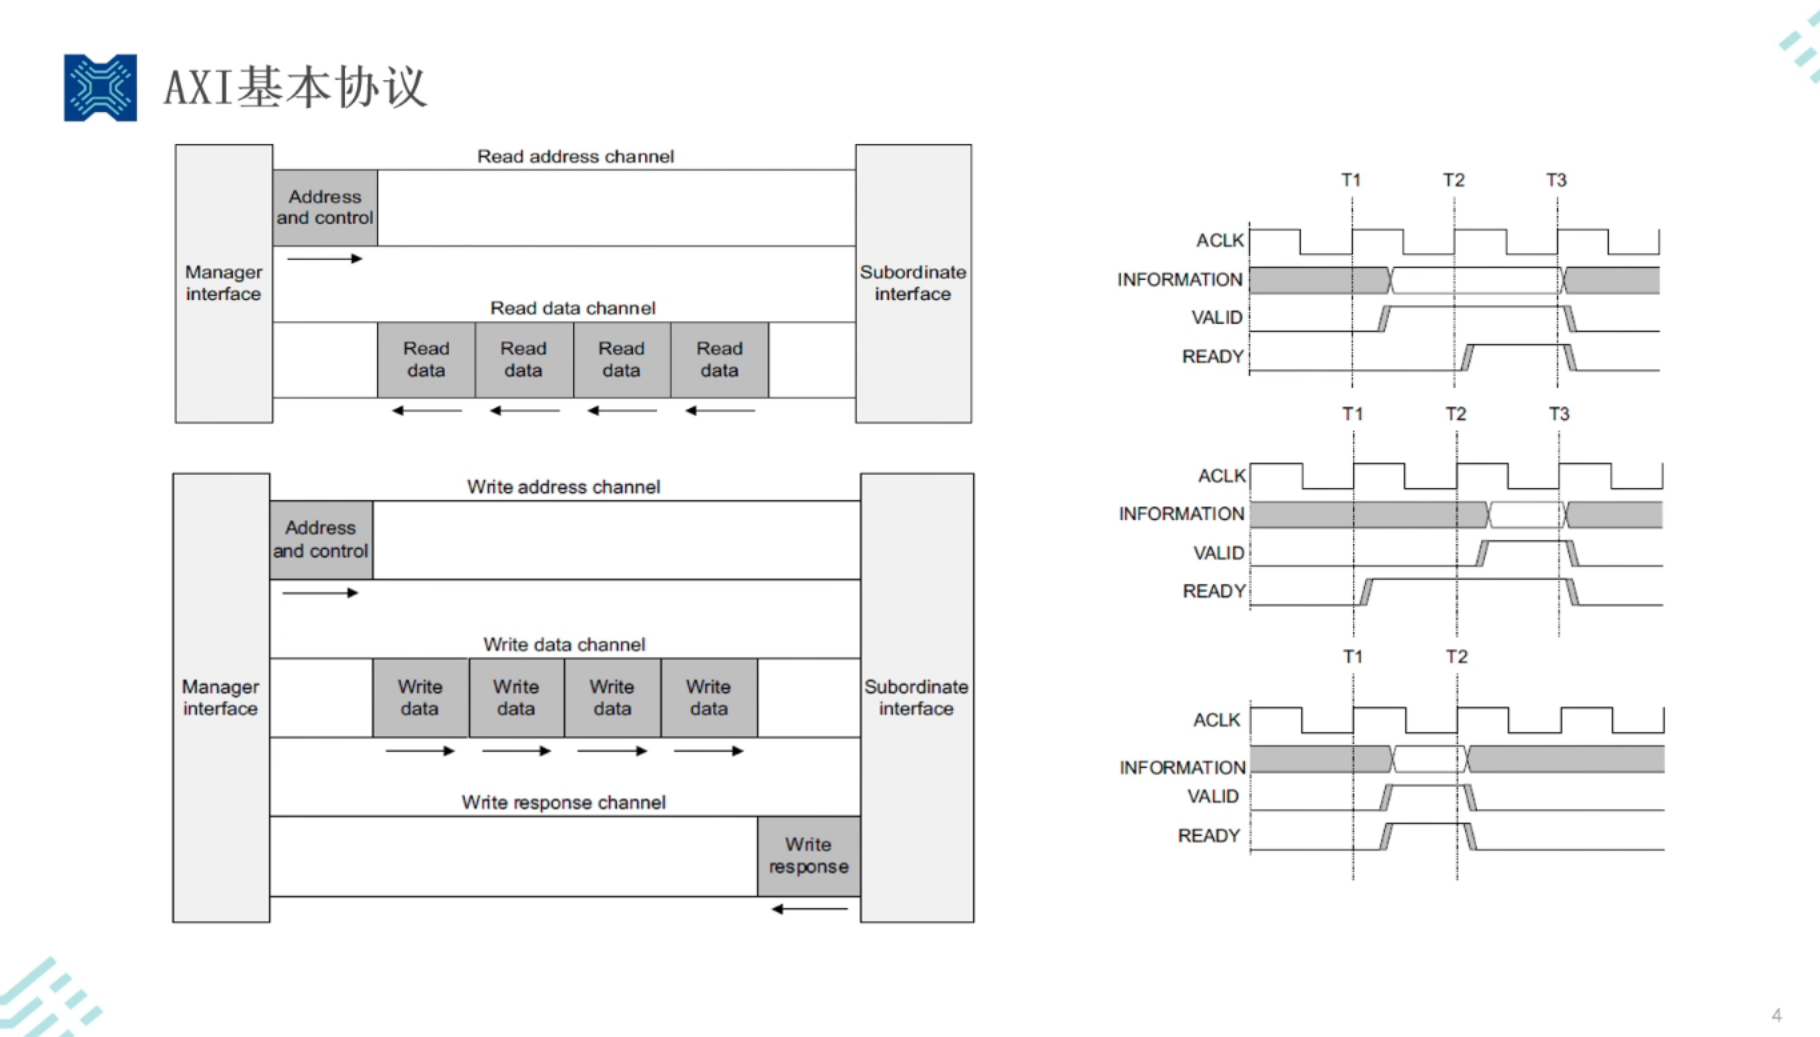 AXI基本协议
Read address channel
Address
and control
Manager
interface
Subordinate
interface
Read data channel
Read
data
Read
data
Read
data
Read
data
Write address channel
Address
and control
Write data channel
Manager
interface
Write
data
Write
data
Write
data
Write
data
Subordinate
interface
Write response channel
Write
response
T1 T2 T3
ACLK
INFORMATION
VALID
READY
T1 T2 T3
ACLK
INFORMATION
VALID
READY
T1 T2
ACLK
INFORMATION
VALID
READY
4